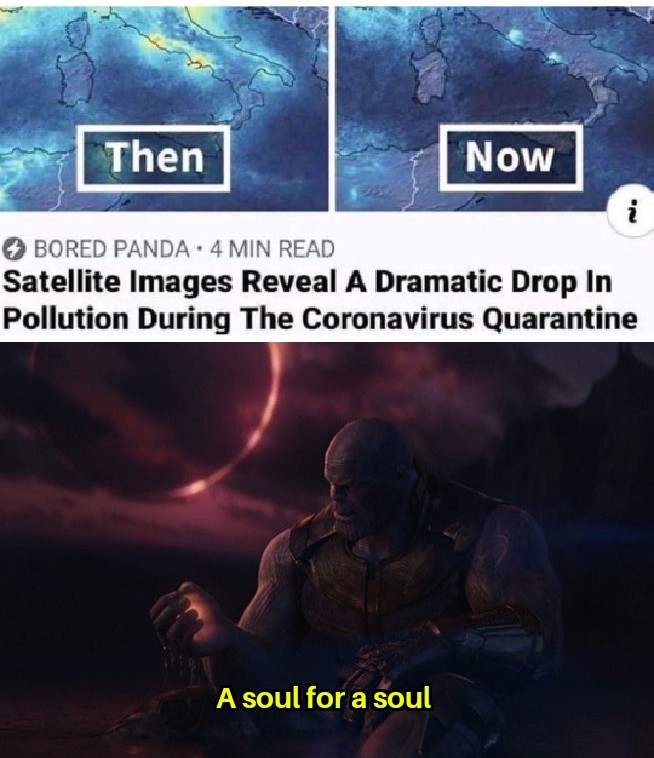 Then
Now
i
BORED PANDA • 4 MIN READ
Satellite Images Reveal A Dramatic Drop In
Pollution During The Coronavirus Quarantine
A soul for a soul